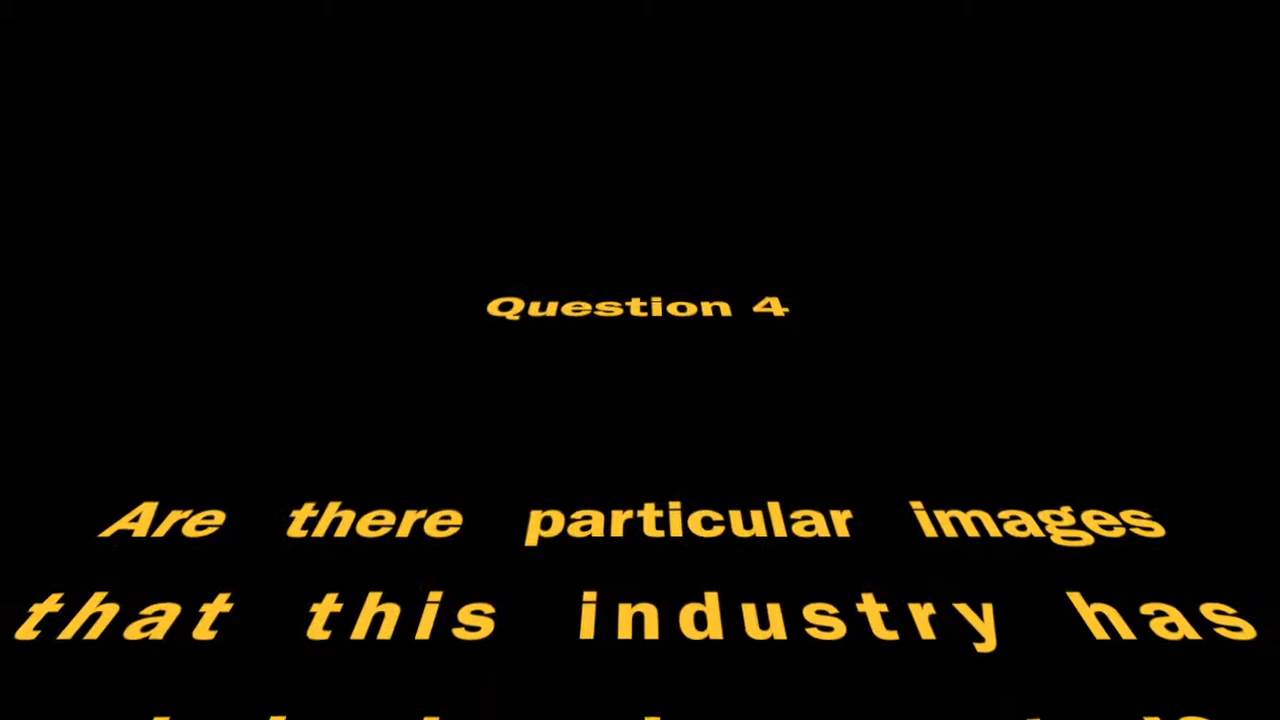 Question 4
Are there particular images
that this industry has